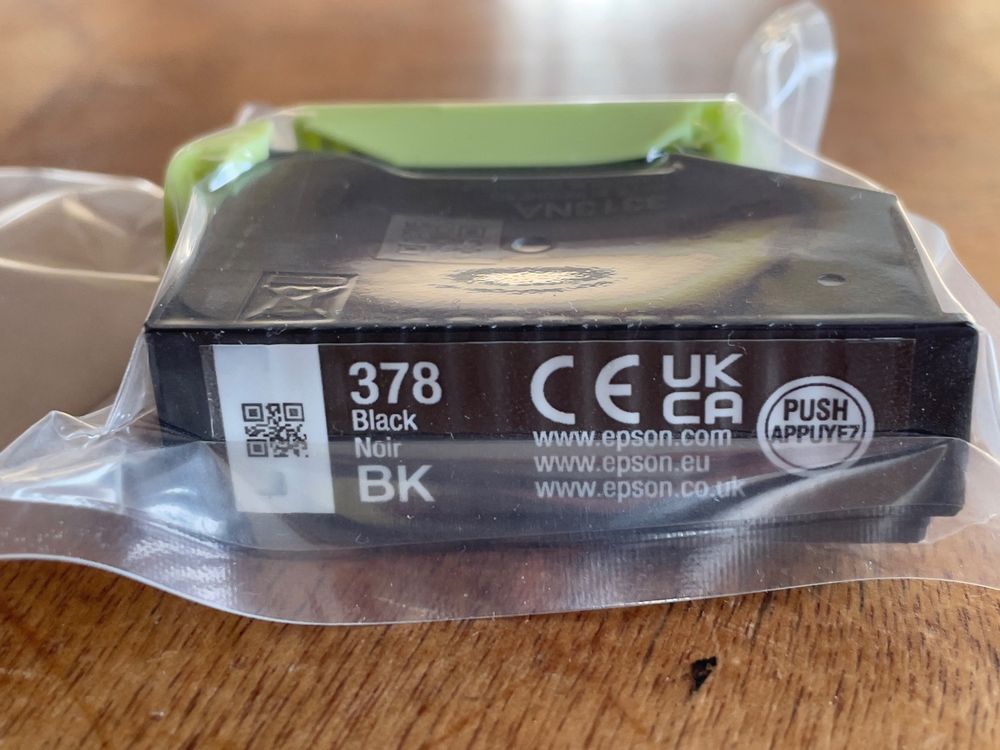 378
Black
Noir
BK
CE UK CA
www.epson.com
www.epson.eu
www.epson.co.uk
PUSH
APPUYEZ